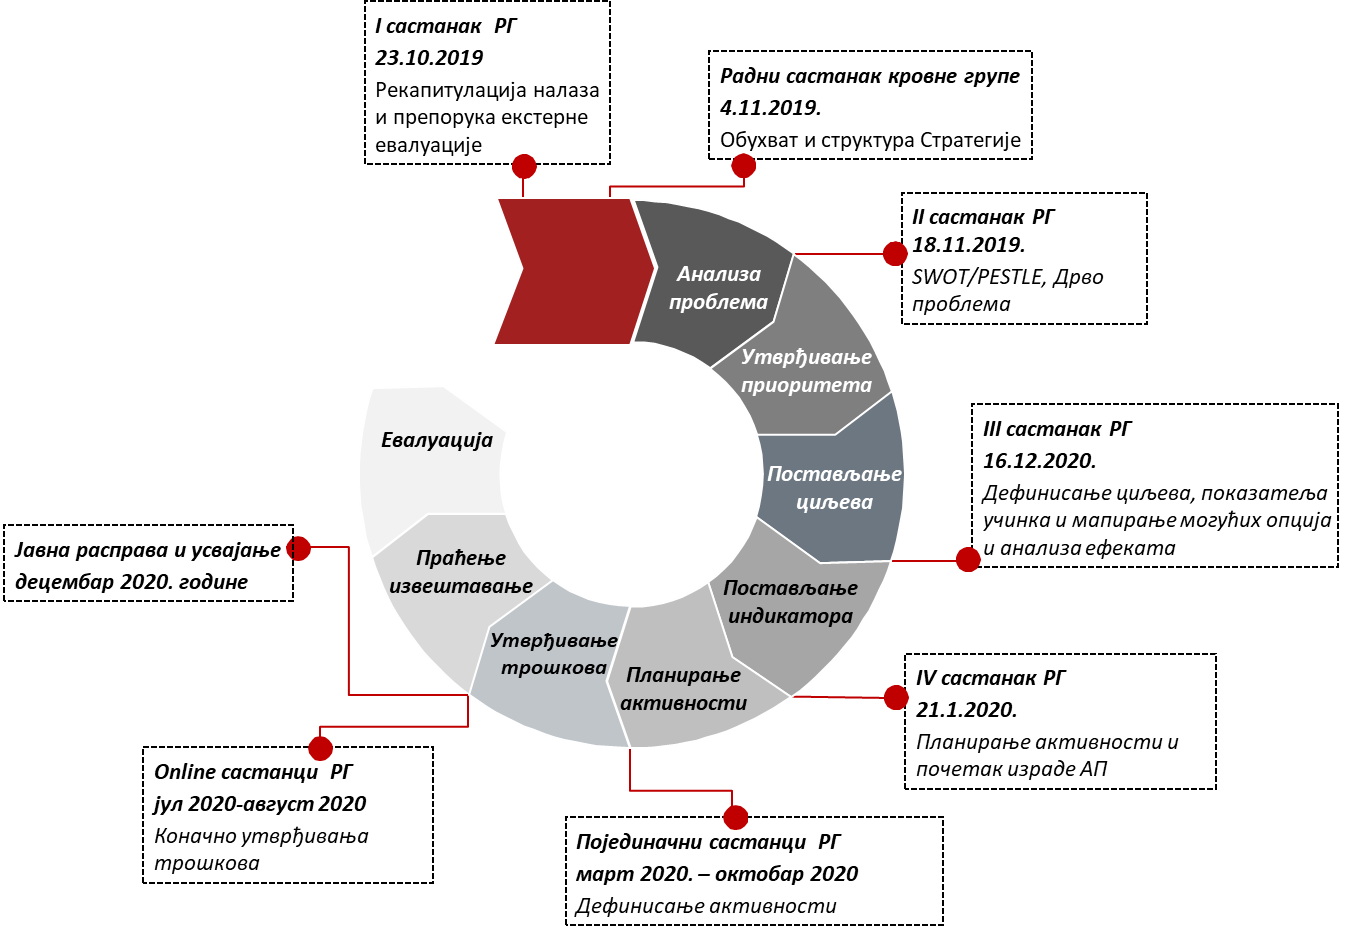 I састанак РГ
23.10.2019
Рекапитулација налаза
и препорука екстерне
евалуације
Радни састанак кровне групе
4.11.2019.
Обухват и структура Стратегије
II састанак РГ
18.11.2019.
SWOT/PESTLE, Дрво
проблема
III састанак РГ
16.12.2020.
Дефинисање циљева, показатеља
учинка и мапирање могућих опција
и анализа ефеката
IV састанак РГ
21.1.2020.
Планирање активности и
почетак израде АП
Појединачни састанци РГ
март 2020. – октобар 2020
Дефинисање активности
Online састанци РГ
јул 2020-август 2020
Коначно утврђивања
трошкова
Јавна расправа и усвајање
децембар 2020. године
Анализа
проблема
Утврђивање
приоритета
Постављање
циљева
Постављање
индикатора
Планирање
активности
Утврђивање
трошкова
Праћење
извештавање
Евалуација